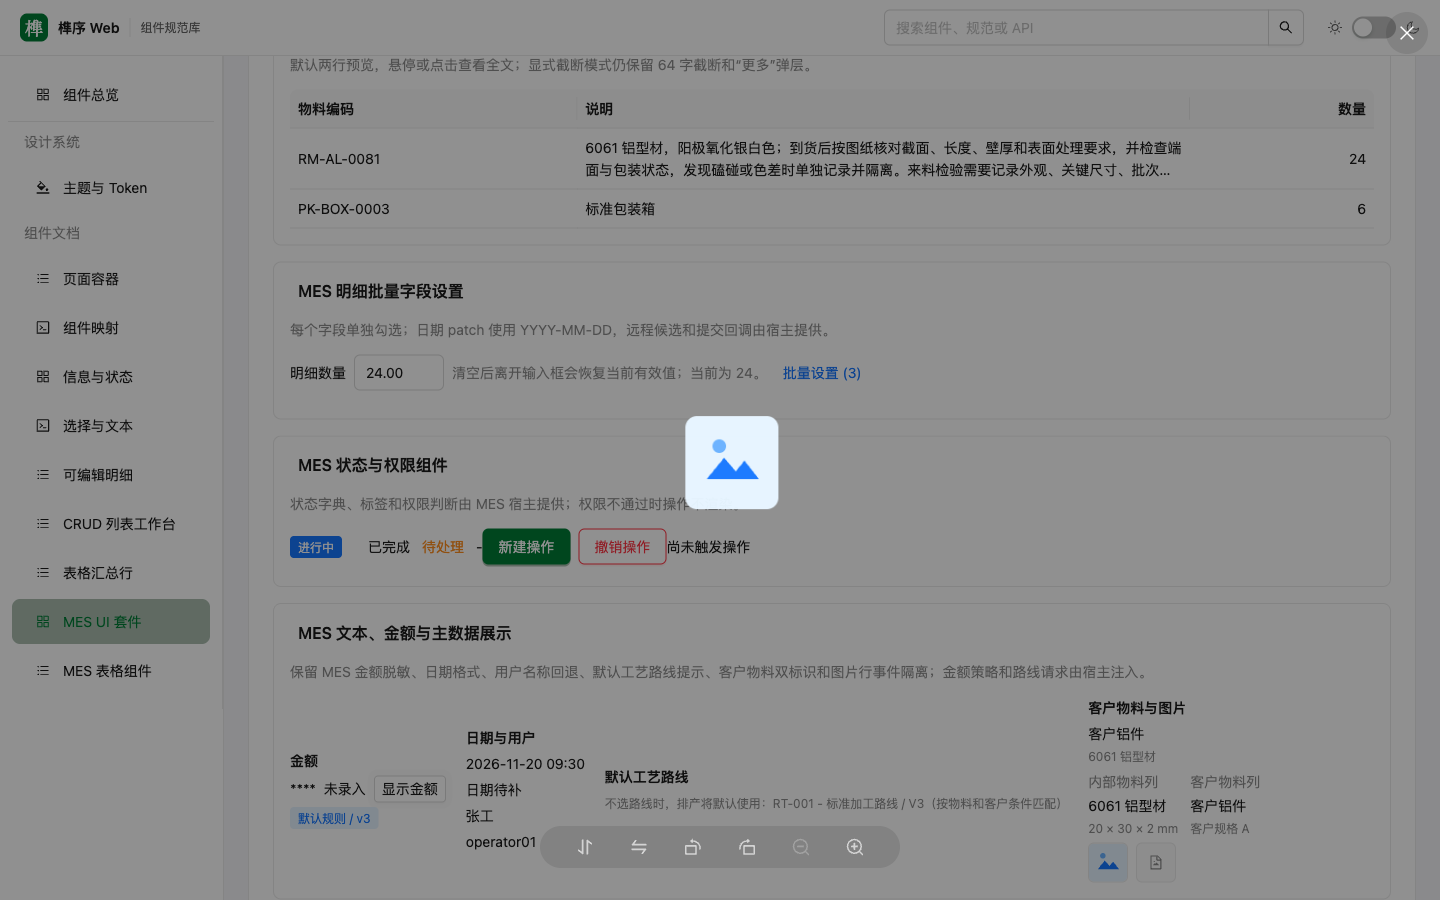 榫 榫序 Web 组件规范库
搜索组件、规范或 API
组件总览
设计系统
主题与 Token
组件文档
页面容器
组件映射
信息与状态
选择与文本
可编辑明细
CRUD 列表工作台
表格汇总行
MES UI 套件
MES 表格组件
默认两行预览，悬停或点击查看全文；显式截断模式仍保留 64 字截断和“更多”弹层。
物料编码 说明 数量
RM-AL-0081 6061 铝型材，阳极氧化银白色；到货后按图纸核对截面、长度、壁厚和表面处理要求，并检查端
面与包装状态，发现磕碰或色差时单独记录并隔离。来料检验需要记录外观、关键尺寸、批次... 24
PK-BOX-0003 标准包装箱 6
MES 明细批量字段设置
每个字段单独勾选；日期 patch 使用 YYYY-MM-DD，远程候选和提交回调由宿主提供。
明细数量 24.00 清空后离开输入框会恢复当前有效值；当前为 24。 批量设置 (3)
MES 状态与权限组件
状态字典、标签和权限判断由 MES 宿主提供；权限不通过时操作
进行中 已完成 待处理 - 新建操作 撤销操作 尚未触发操作
MES 文本、金额与主数据展示
保留 MES 金额脱敏、日期格式、用户名称回退、默认工艺路线提示、客户物料双标识和图片行事件隔离；金额策略和路线请求由宿主注入。
金额
**** 未录入 显示金额
默认规则 / v3
日期与用户
2026-11-20 09:30
日期待补
张工
operator01
默认工艺路线
不选路线时，排产将默认使用：RT-001 - 标准加工路线 / V3（按物料和客户条件匹配）
客户物料与图片
客户铝件
6061 铝型材
内部物料列 客户物料列
6061 铝型材 客户铝件
20 × 30 × 2 mm 客户规格 A